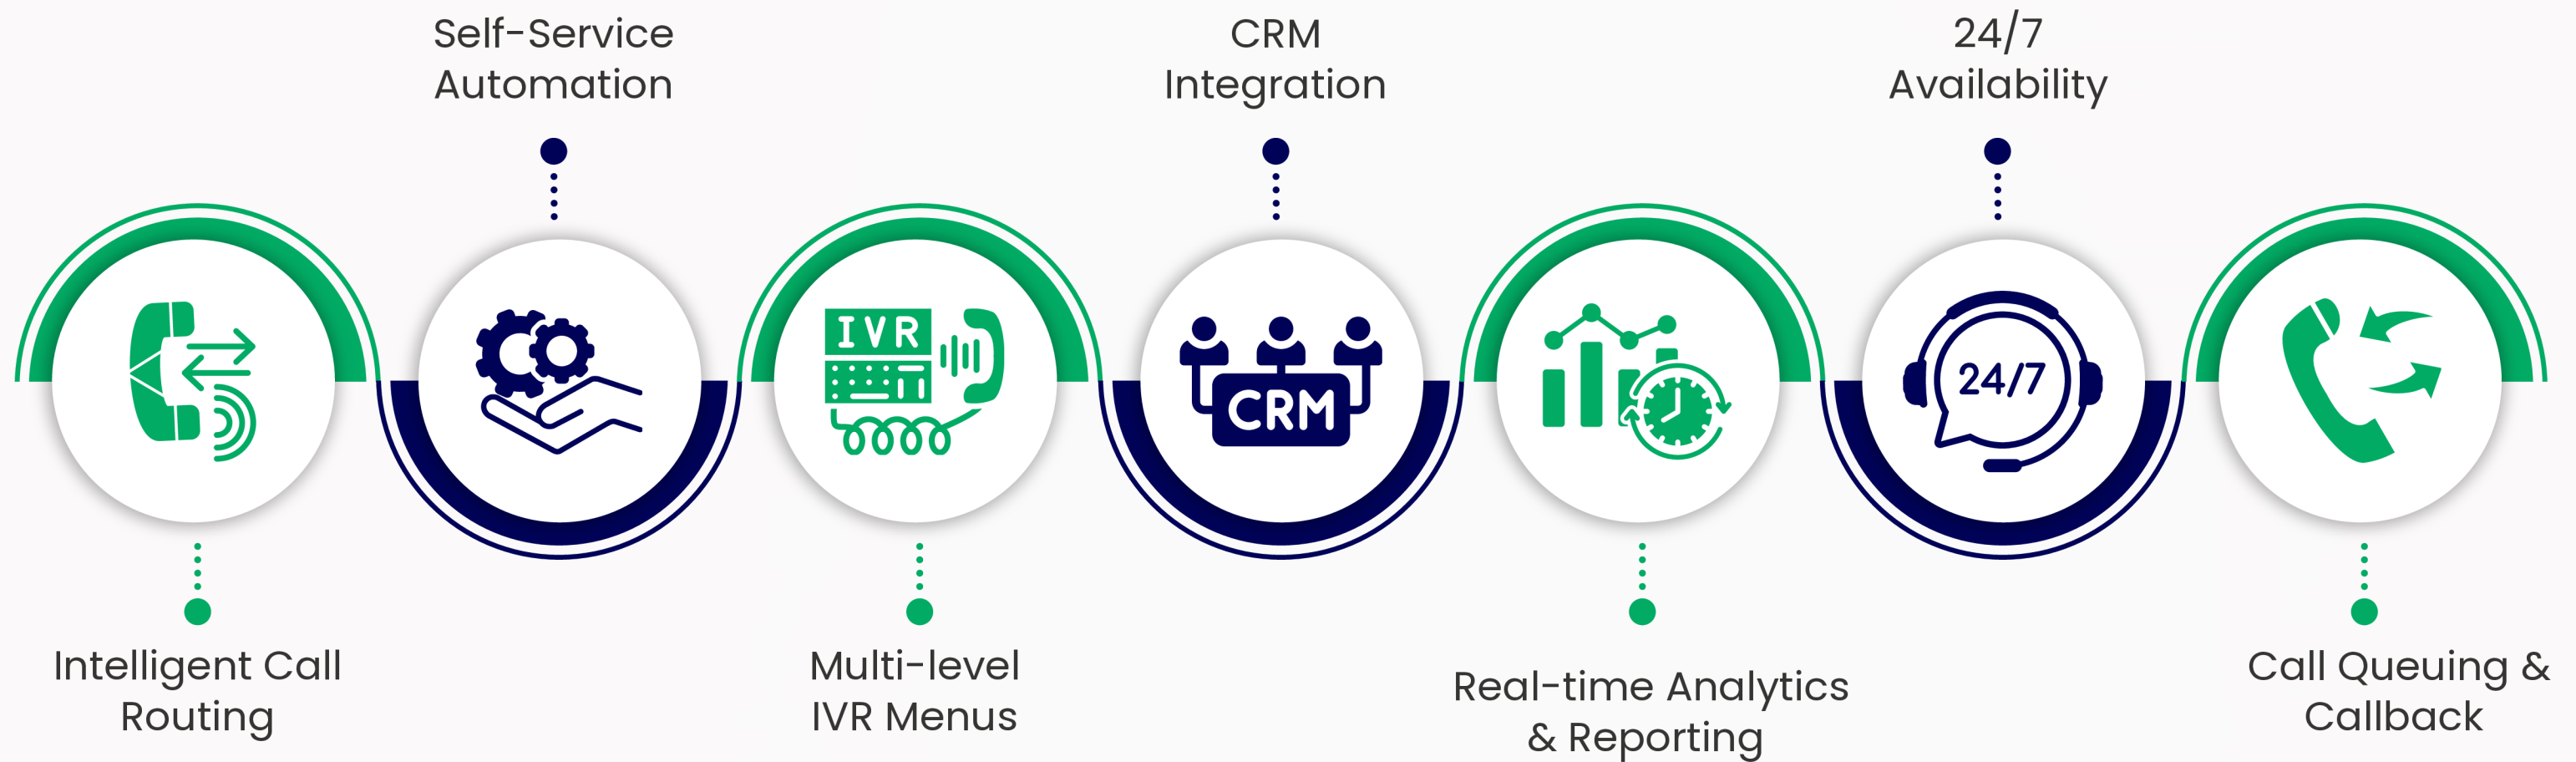 Self-Service
Automation
CRM
Integration
24/7
Availability
IVR
CRM
24/7
Intelligent Call
Routing
Multi-level
IVR Menus
Real-time Analytics
& Reporting
Call Queuing &
Callback